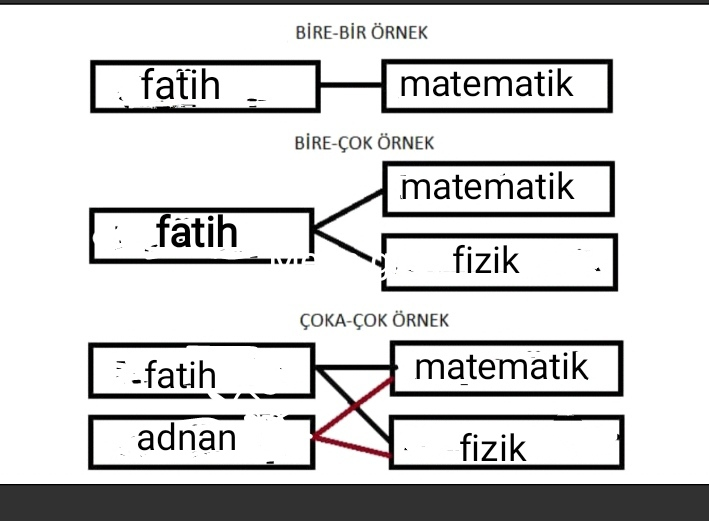 BİRE-BİR ÖRNEK
fatih matematik
BİRE-ÇOK ÖRNEK
matematik
fatih
fizik
ÇOKA-ÇOK ÖRNEK
fatih matematik
adnan fizik